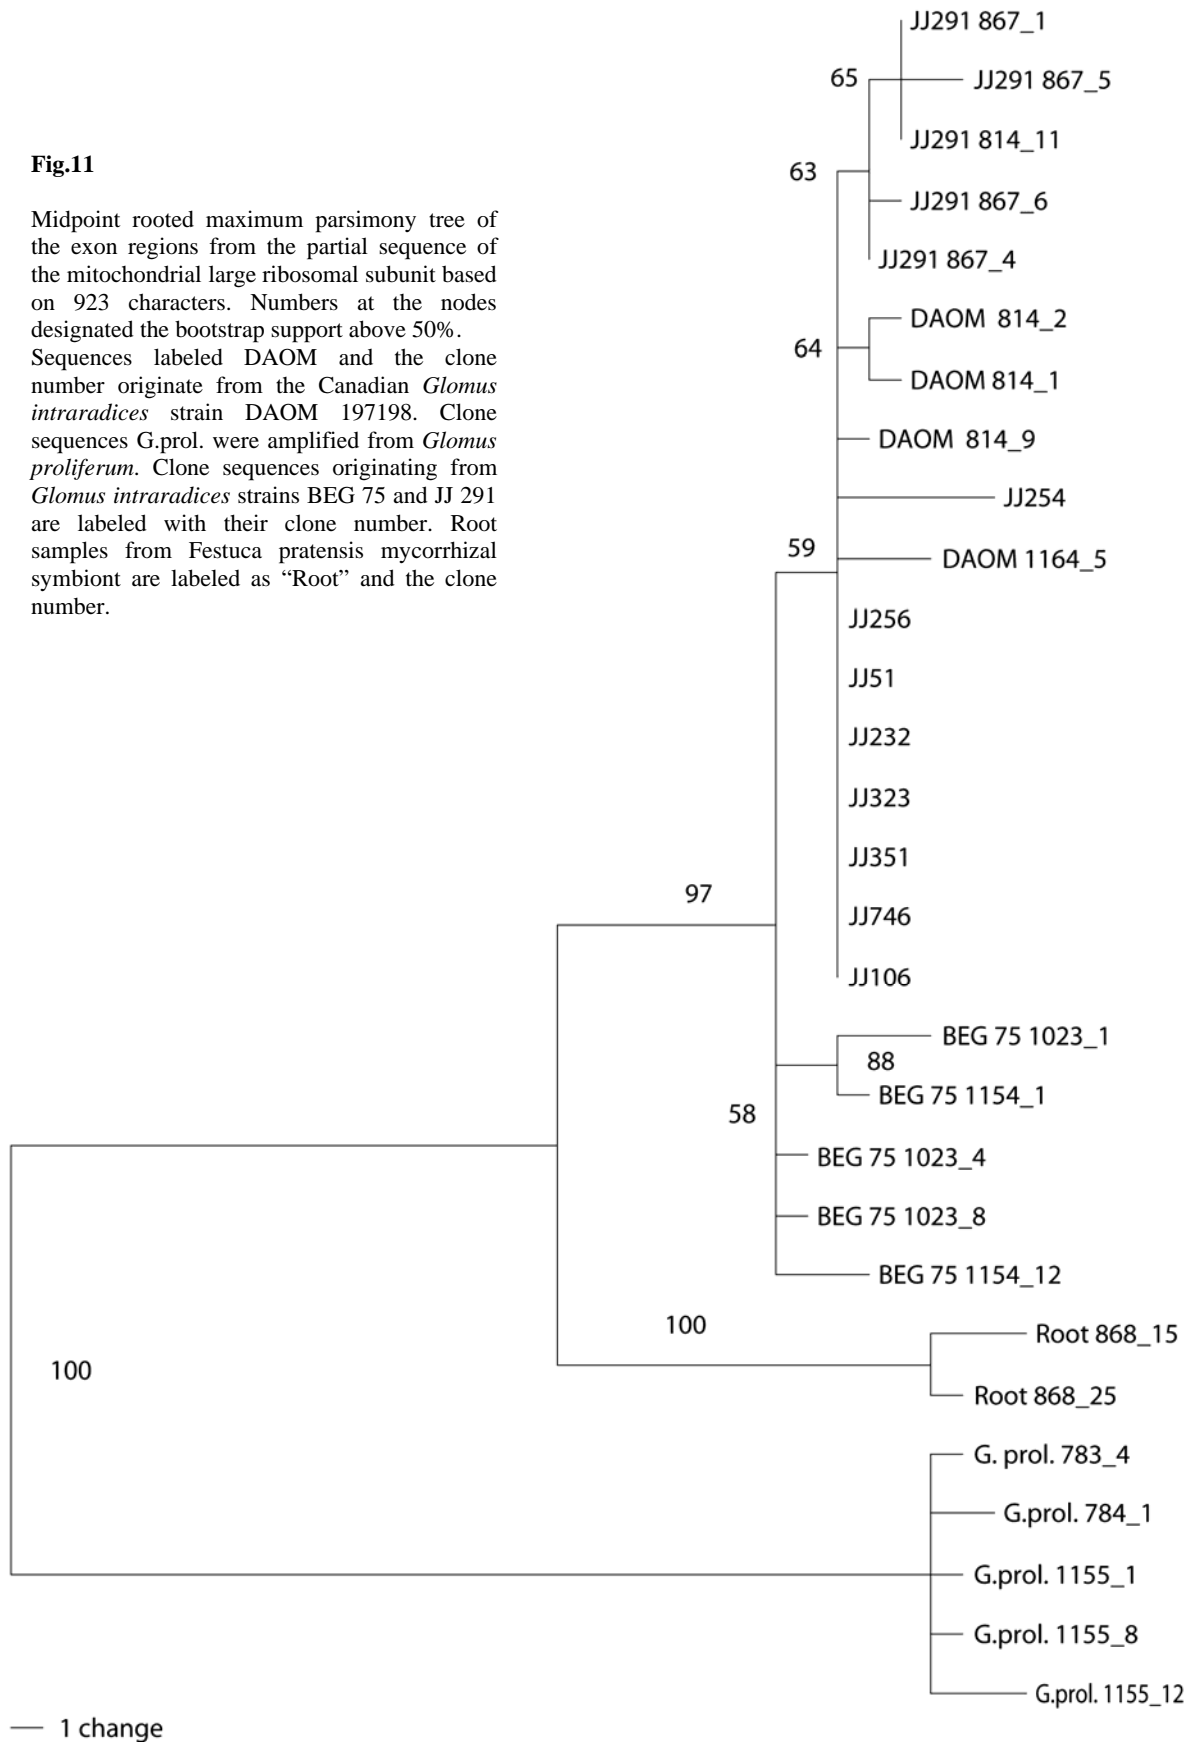 JJ291 867_1
65
JJ291 867_5
JJ291 814_11
Fig.11
63
JJ291 867_6
Midpoint rooted maximum parsimony tree of
the exon regions from the partial sequence of
the mitochondrial large ribosomal subunit based
on 923 characters. Numbers at the nodes
designated the bootstrap support above 50%.
Sequences labeled DAOM and the clone
number originate from the Canadian Glomus
intraradices strain DAOM 197198. Clone
sequences G.prol. were amplified from Glomus
proliferum. Clone sequences originating from
Glomus intraradices strains BEG 75 and JJ 291
are labeled with their clone number. Root
samples from Festuca pratensis mycorrhizal
symbiont are labeled as “Root” and the clone
number.
JJ291 867_4
DAOM 814_2
64
DAOM 814_1
DAOM 814_9
JJ254
59
DAOM 1164_5
JJ256
JJ51
JJ232
JJ323
JJ351
97
JJ746
JJ106
BEG 75 1023_1
88
BEG 75 1154_1
58
BEG 75 1023_4
BEG 75 1023_8
BEG 75 1154_12
100
Root 868_15
100
Root 868_25
G. prol. 783_4
G.prol. 784_1
G.prol. 1155_1
G.prol. 1155_8
G.prol. 1155_12
1 change